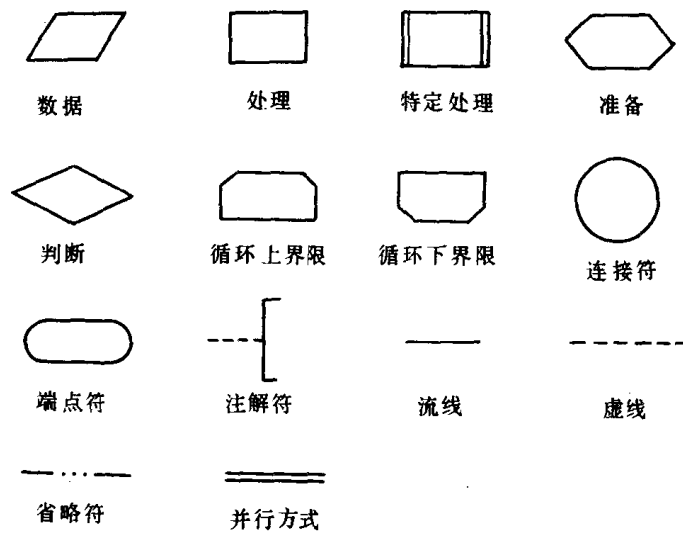 数据
处理
特定处理
准备
判断
循环上界限
循环下界限
连接符
端点符
注解符
流线
虚线
省略符
并行方式